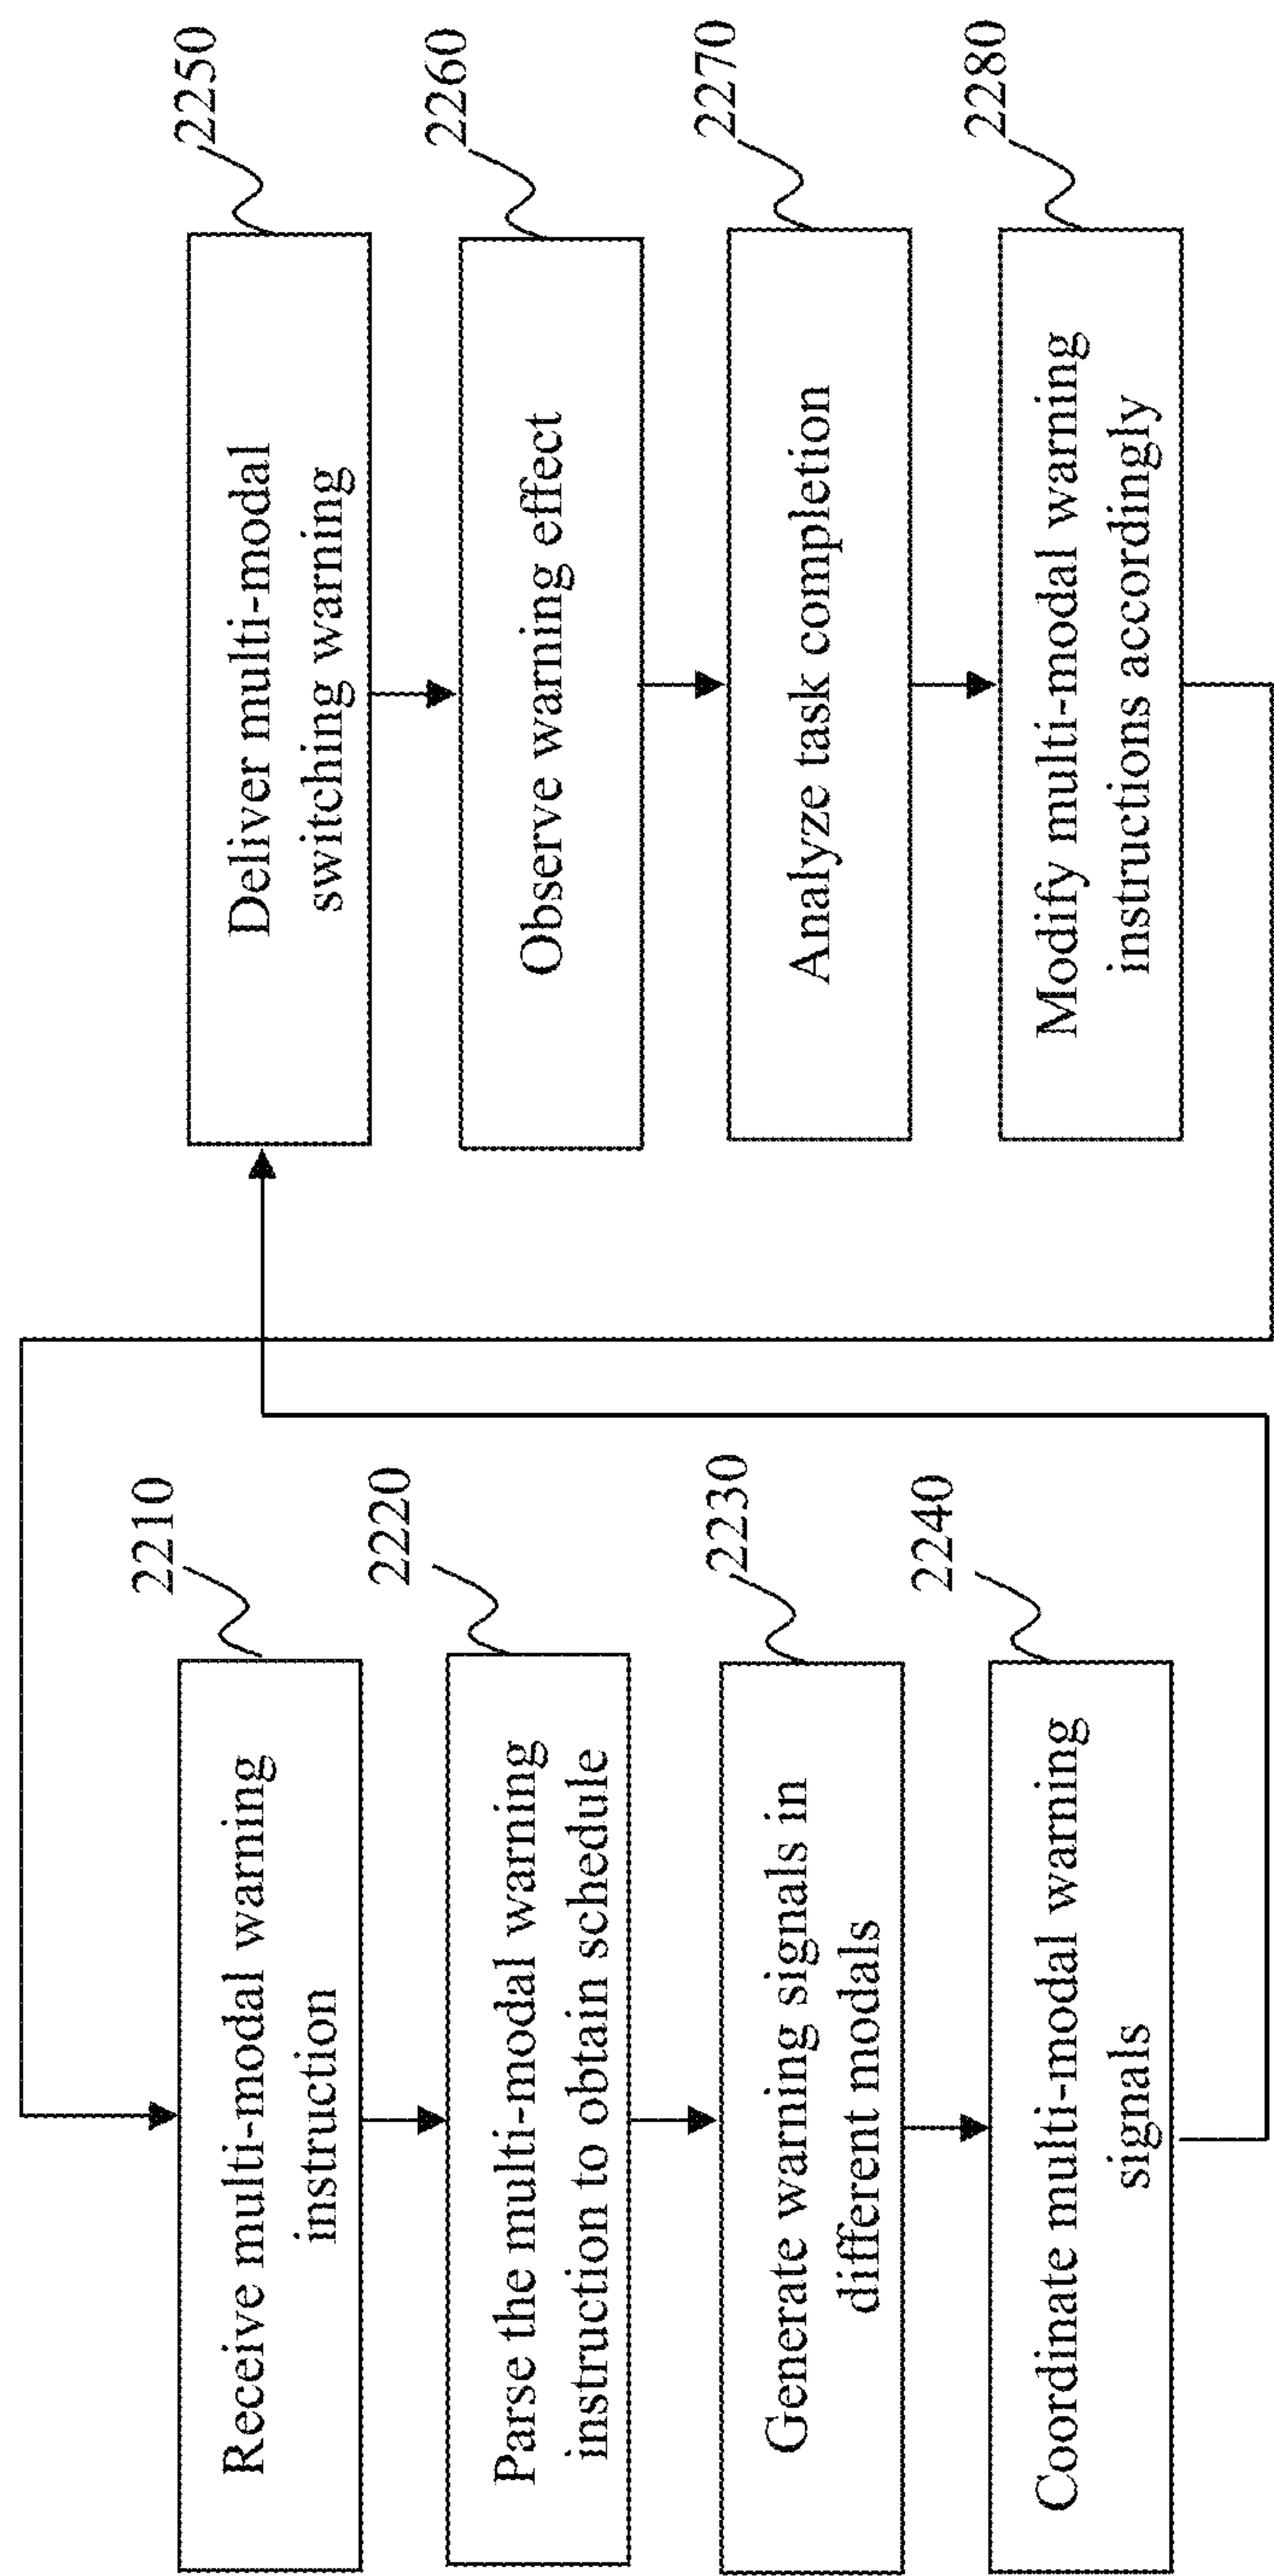 2210
Receive multi-modal warning
instruction
2220
Parse the multi-modal warning
instruction to obtain schedule
2230
Generate warning signals in
different modals
2240
Coordinate multi-modal warning
signals
2250
Deliver multi-modal
switching warning
2260
Observe warning effect
2270
Analyze task completion
2280
Modify multi-modal warning
instructions accordingly